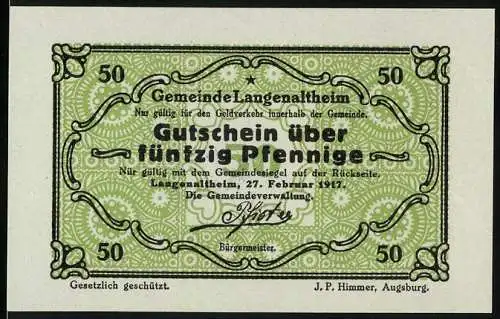 50 50
Gemeinde Langenaltheim
Nur gültig für den Geldverkehr innerhalb der Gemeinde.
Gutschein über
fünfzig Pfennige
Nur gültig mit dem Gemeindesiegel auf der Rückseite.
Langenaltheim, 27. Februar 1917.
Die Gemeindeverwaltung.
Bürgermeister.
50 50
Gesetzlich geschützt. J. P. Himmer, Augsburg.